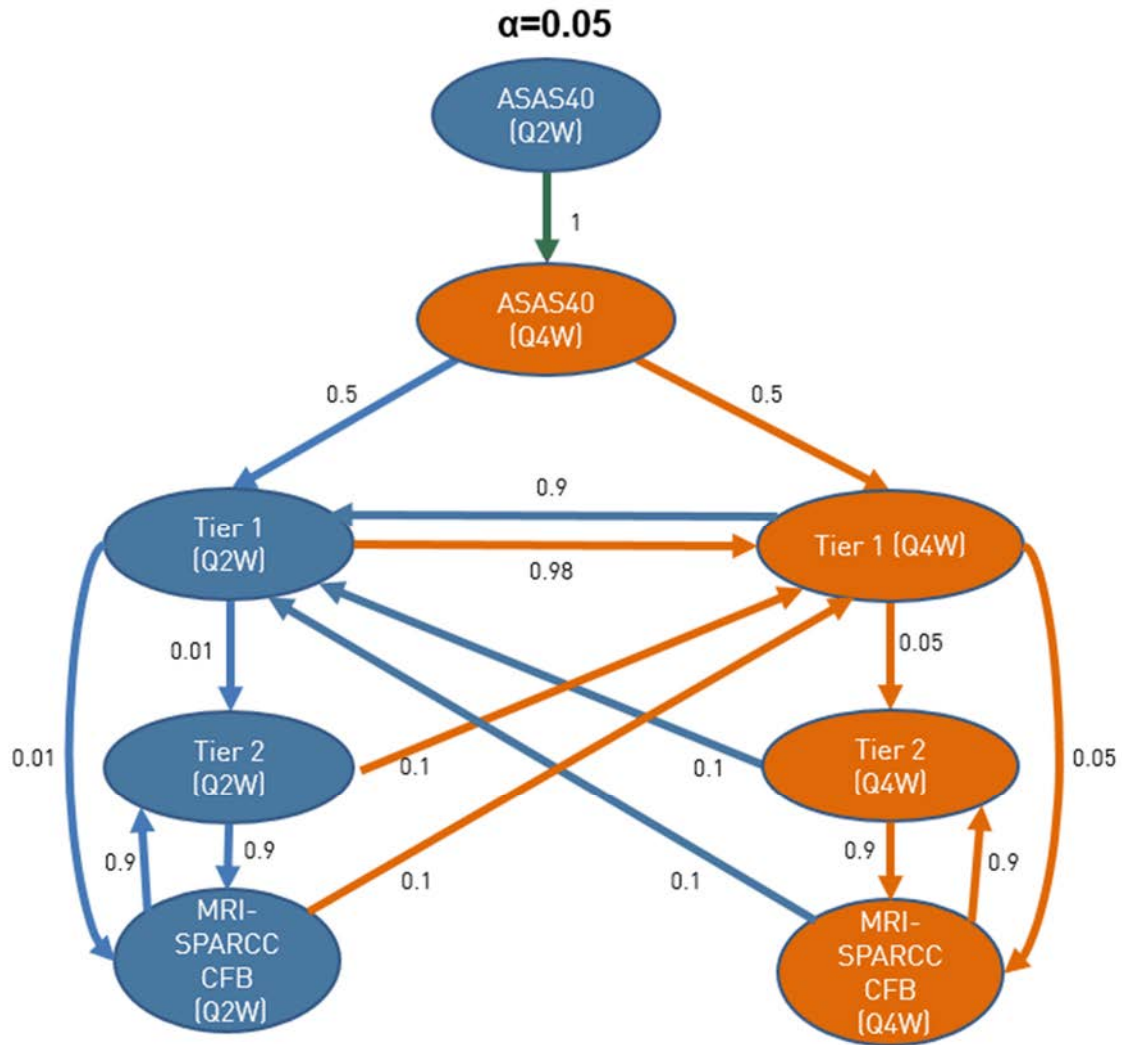 α=0.05
ASAS40
(Q2W)
1
ASAS40
(Q4W)
0.5
0.5
Tier 1
(Q2W)
0.9
0.98
Tier 1 (Q4W)
0.01
0.05
0.01
Tier 2
(Q2W)
0.1
0.1
Tier 2
(Q4W)
0.05
0.9
0.9
0.9
0.9
0.1
0.1
MRI-
SPARCC
CFB
(Q2W)
MRI-
SPARCC
CFB
(Q4W)